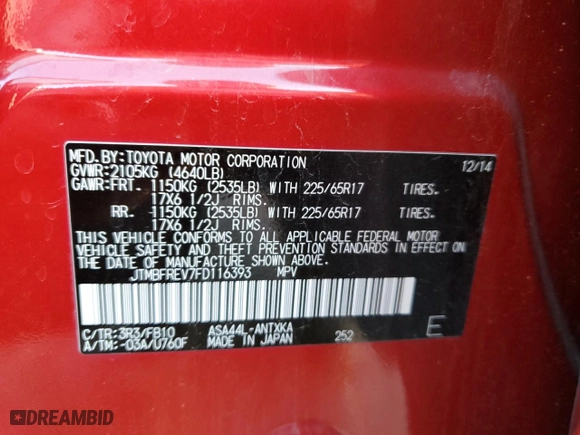 MFD.BY:TOYOTA MOTOR CORPORATION 12/14
GVWR:2105KG (4640LB)
GAWR:FRT. 1150KG (2535LB) WITH 225/65R17 TIRES.
17X6 1/2J RIMS.
RR. 1150KG (2535LB) WITH 225/65R17 TIRES.
17X6 1/2J RIMS.
THIS VEHICLE CONFORMS TO ALL APPLICABLE FEDERAL MOTOR
VEHICLE SAFETY AND THEFT PREVENTION STANDARDS IN EFFECT ON
THE DATE OF MANUFACTURE SHOWN ABOVE.
JTMBFREV7FD116393 MPV
C/TR:3R3/FB10 ASA44L-ANTXKA E
A/TM:-03A/U760F MADE IN JAPAN 252
DREAMBID